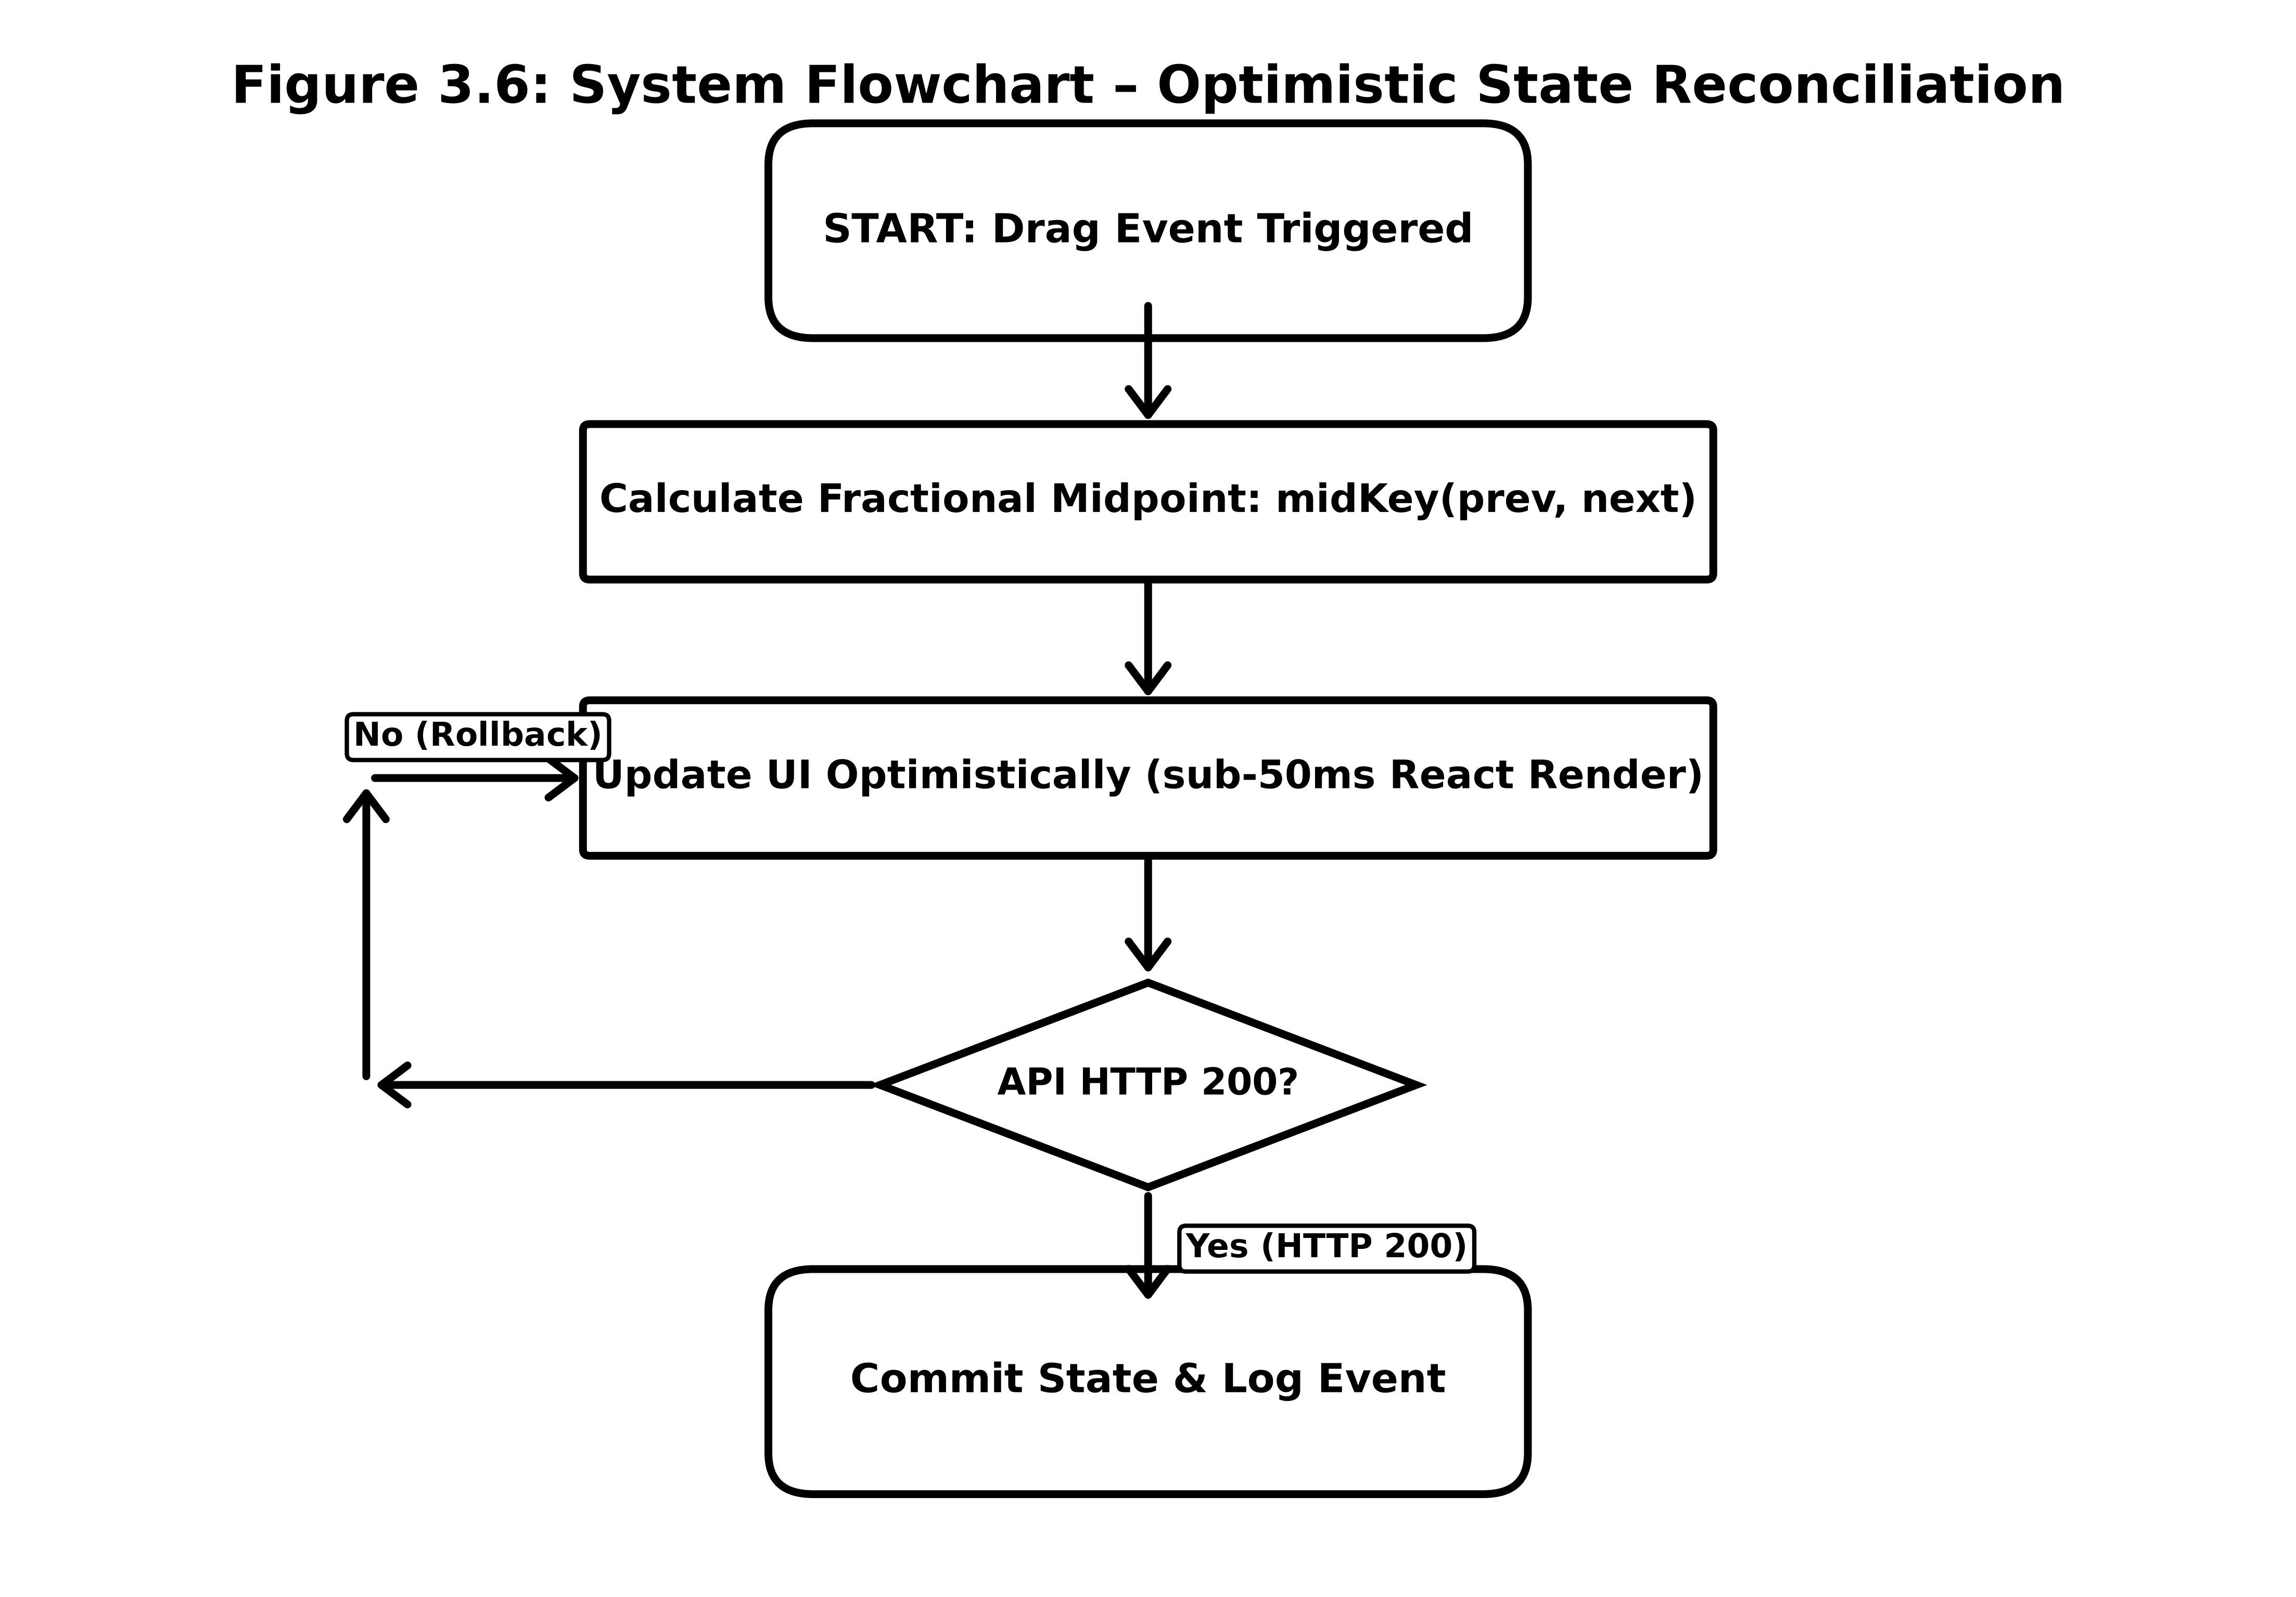 Figure 3.6: System Flowchart – Optimistic State Reconciliation
START: Drag Event Triggered
Calculate Fractional Midpoint: midKey(prev, next)
No (Rollback)
Update UI Optimistically (sub-50ms React Render)
API HTTP 200?
Yes (HTTP 200)
Commit State & Log Event